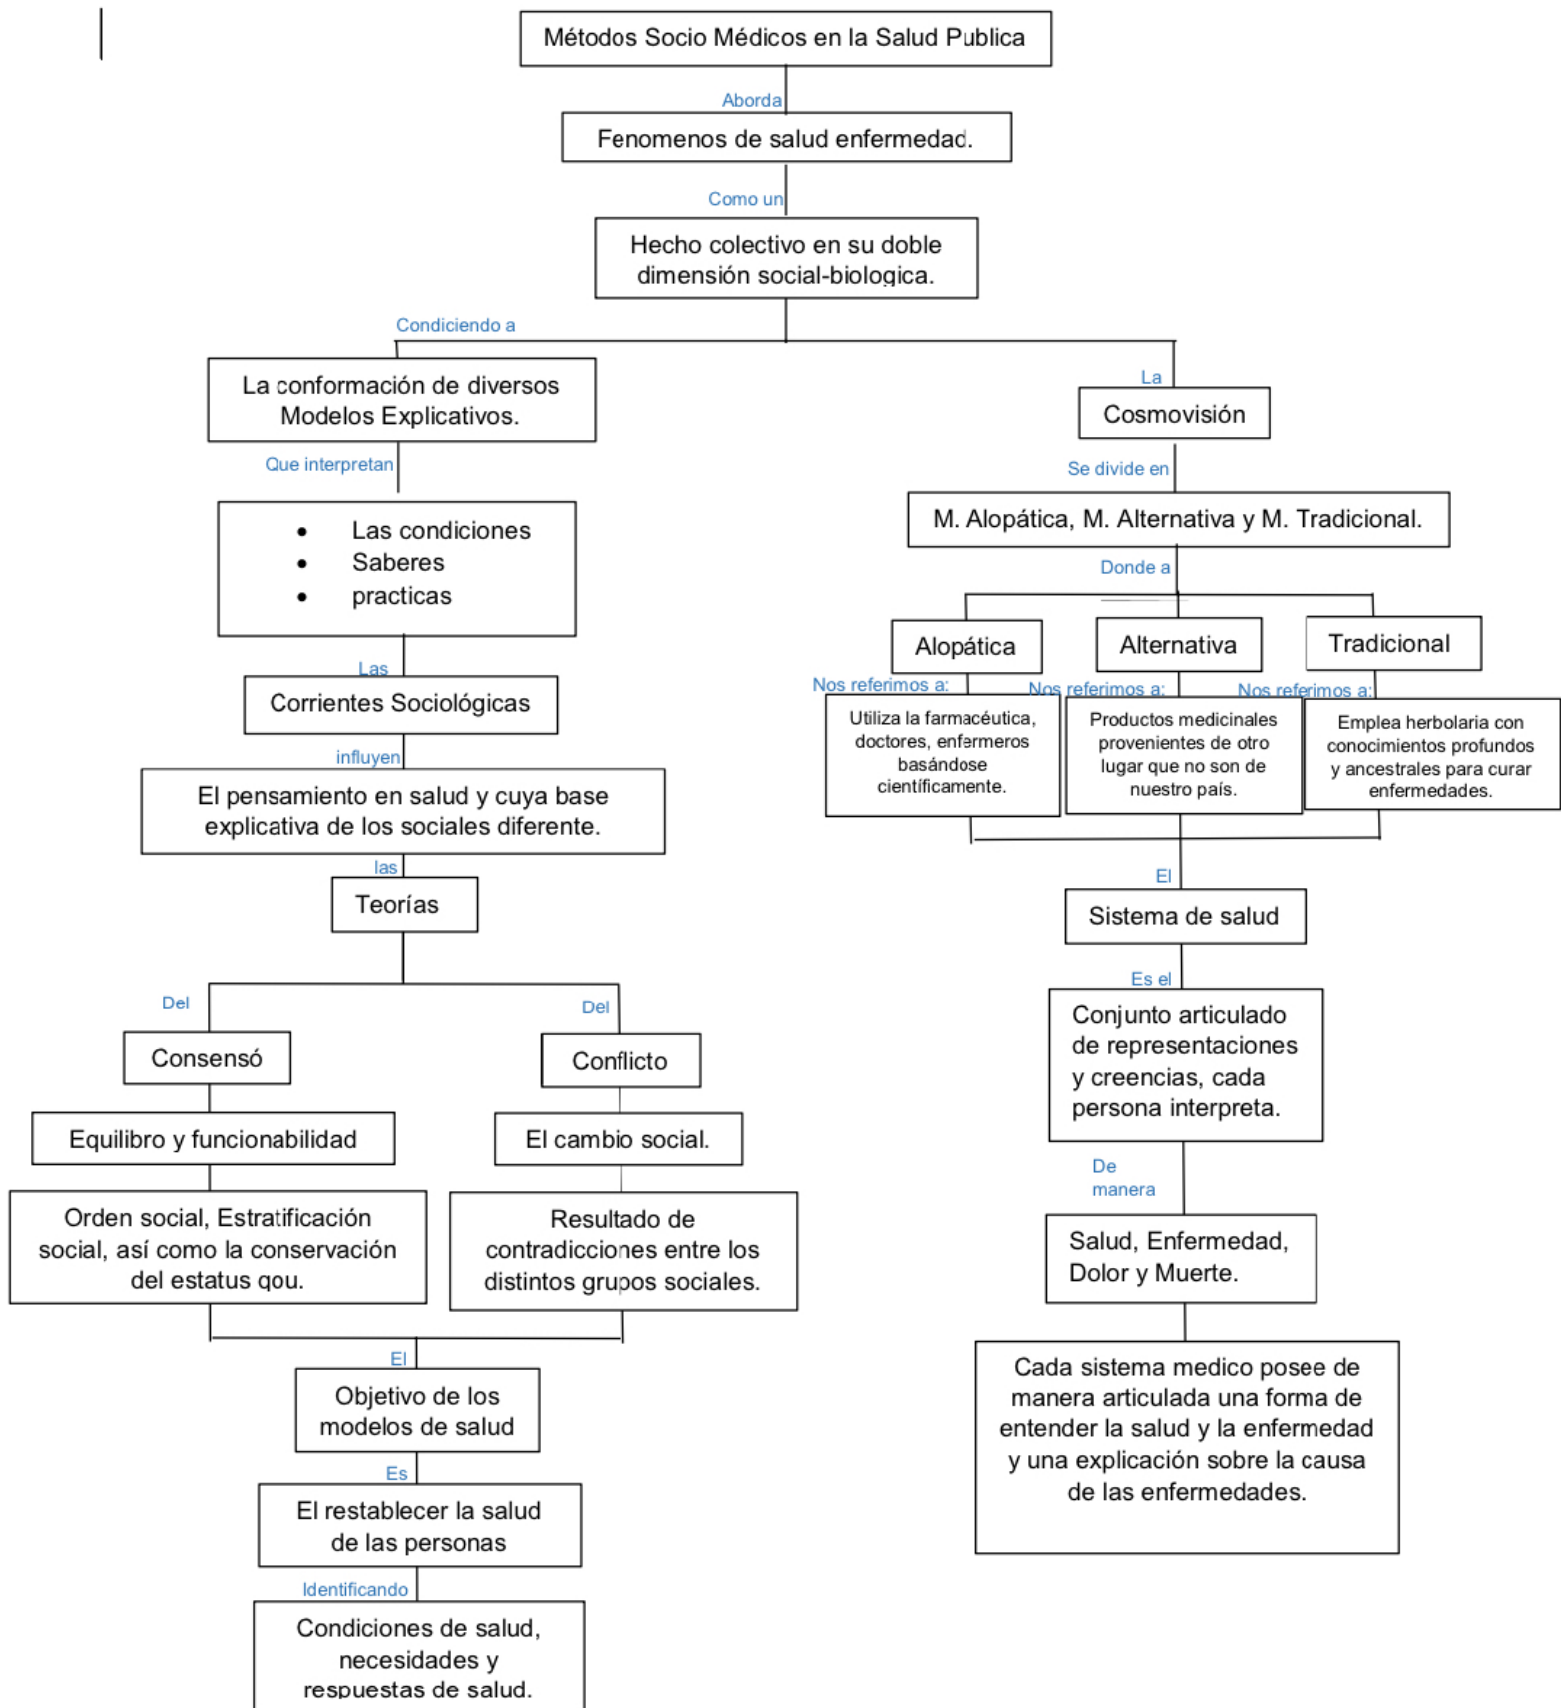 Métodos Socio Médicos en la Salud Publica
Aborda
Fenomenos de salud enfermedad.
Como un
Hecho colectivo en su doble
dimensión social-biologica.
Condiciendo a
La conformación de diversos
Modelos Explicativos.
Que interpretan
• Las condiciones
• Saberes
• practicas
Las
Corrientes Sociológicas
influyen
El pensamiento en salud y cuya base
explicativa de los sociales diferente.
las
Teorías
Del
Consensó
Equilibro y funcionabilidad
Orden social, Estratificación
social, así como la conservación
del estatus qou.
Del
Conflicto
El cambio social.
Resultado de
contradicciones entre los
distintos grupos sociales.
El
Objetivo de los
modelos de salud
Es
El restablecer la salud
de las personas
Identificando
Condiciones de salud,
necesidades y
respuestas de salud.
La
Cosmovisión
Se divide en
M. Alopática, M. Alternativa y M. Tradicional.
Donde a
Alopática
Nos referimos a:
Utiliza la farmacéutica,
doctores, enfermeros
basándose
científicamente.
Alternativa
Nos referimos a:
Productos medicinales
provenientes de otro
lugar que no son de
nuestro país.
Tradicional
Nos referimos a:
Emplea herbolaria con
conocimientos profundos
y ancestrales para curar
enfermedades.
El
Sistema de salud
Es el
Conjunto articulado
de representaciones
y creencias, cada
persona interpreta.
De
manera
Salud, Enfermedad,
Dolor y Muerte.
Cada sistema medico posee de
manera articulada una forma de
entender la salud y la enfermedad
y una explicación sobre la causa
de las enfermedades.